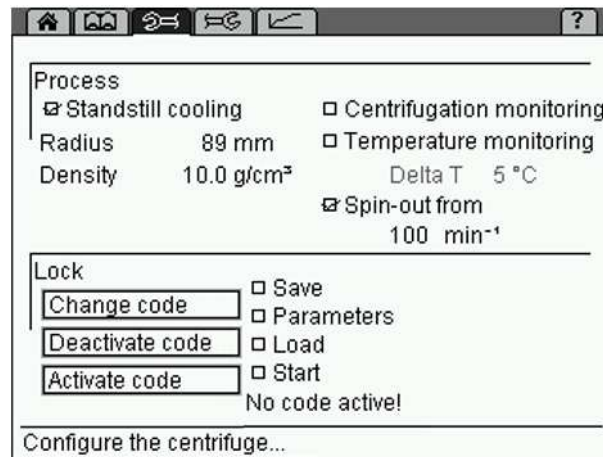 ?
Process
Standstill cooling
Centrifugation monitoring
Radius 89 mm
Temperature monitoring
Density 10.0 g/cm³
Delta T 5 °C
Spin-out from
100 min⁻¹
Lock
Change code
Save
Parameters
Deactivate code
Load
Activate code
Start
No code active!
Configure the centrifuge...